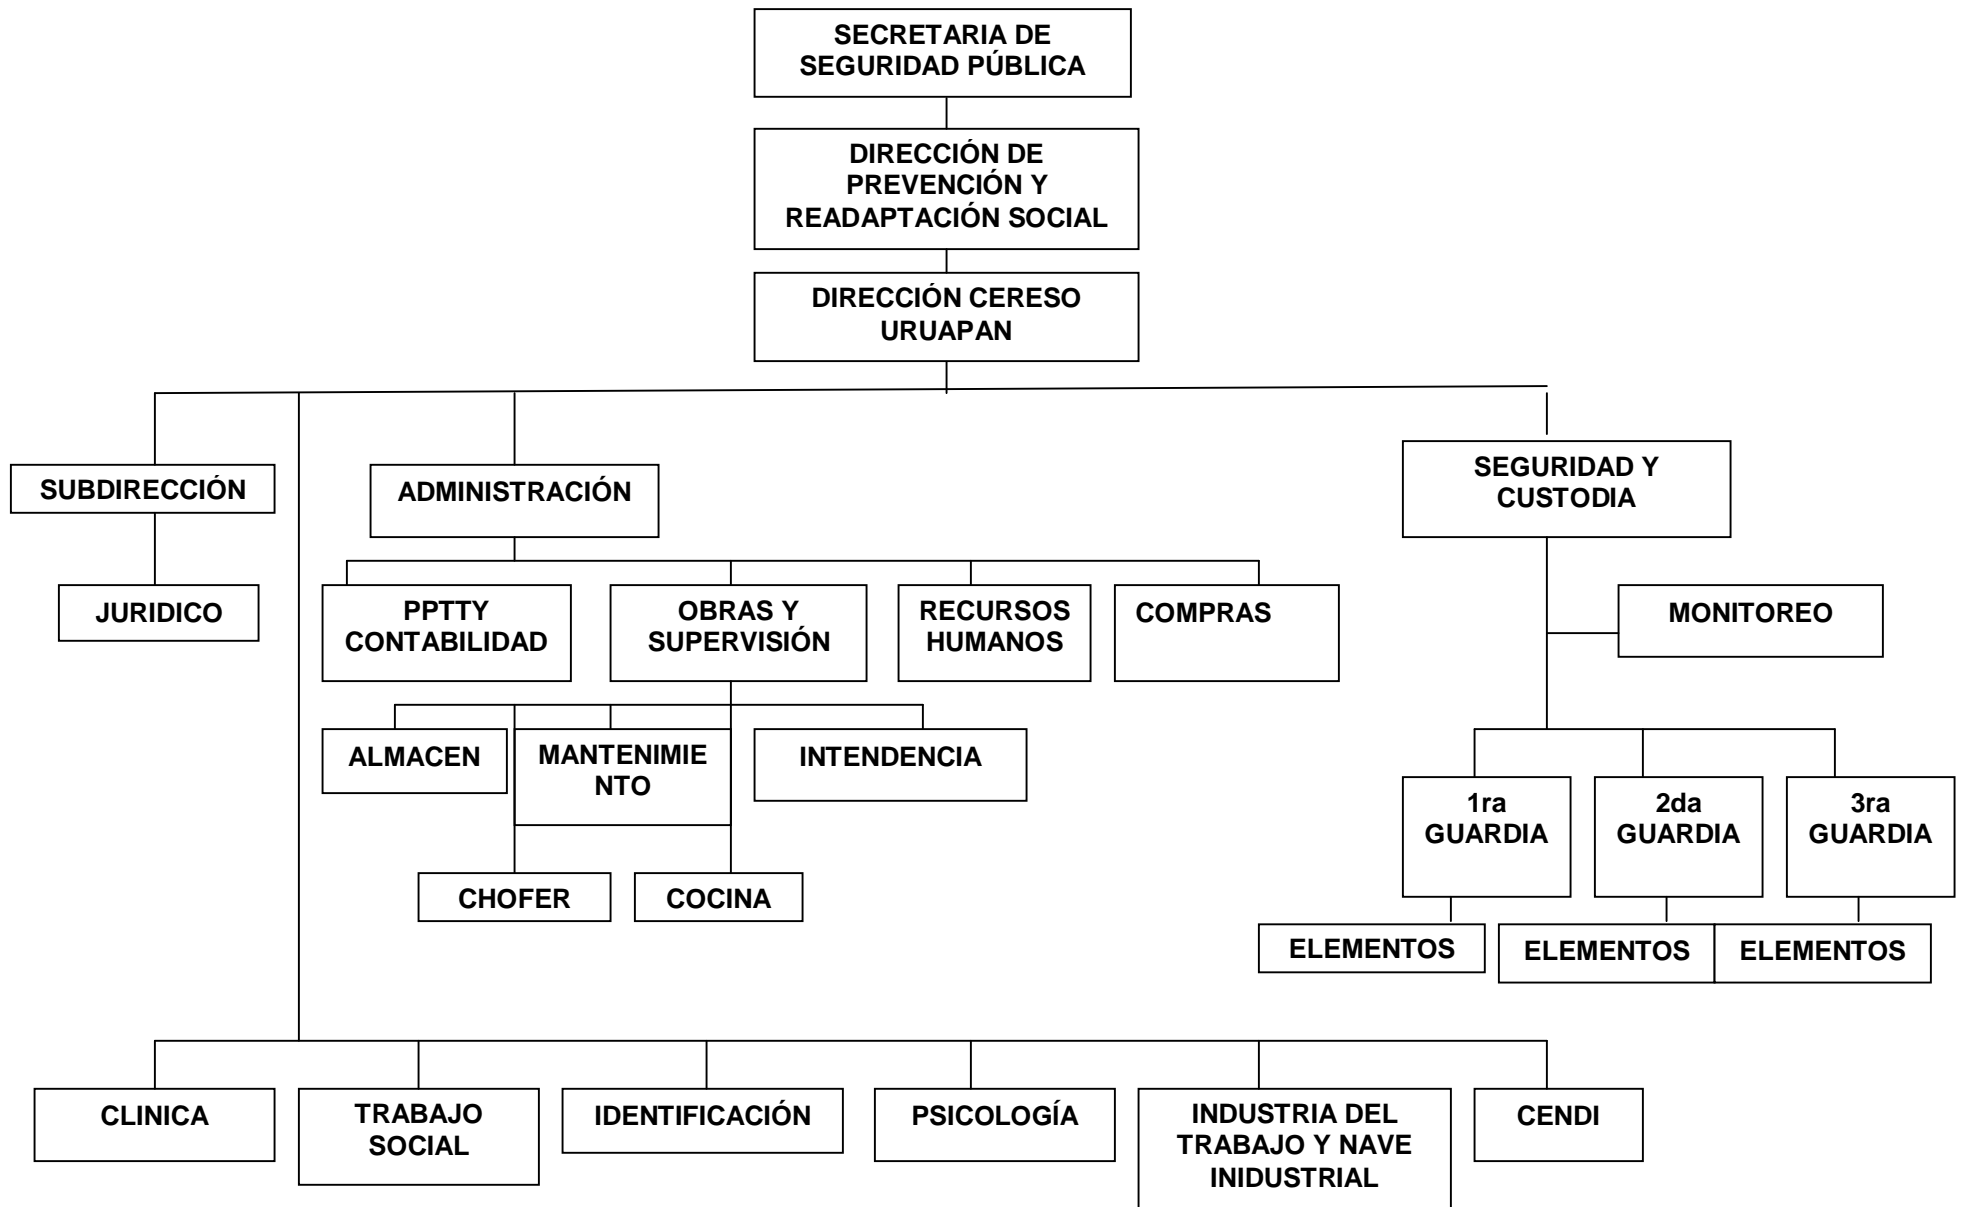 SECRETARIA DE
SEGURIDAD PÚBLICA
DIRECCIÓN DE
PREVENCIÓN Y
READAPTACIÓN SOCIAL
DIRECCIÓN CERESO
URUAPAN
SUBDIRECCIÓN
JURIDICO
ADMINISTRACIÓN
PPTTY
CONTABILIDAD
OBRAS Y
SUPERVISIÓN
RECURSOS
HUMANOS
COMPRAS
ALMACEN
MANTENIMIE
NTO
INTENDENCIA
CHOFER
COCINA
SEGURIDAD Y
CUSTODIA
MONITOREO
1ra
GUARDIA
2da
GUARDIA
3ra
GUARDIA
ELEMENTOS
ELEMENTOS
ELEMENTOS
CLINICA
TRABAJO
SOCIAL
IDENTIFICACIÓN
PSICOLOGÍA
INDUSTRIA DEL
TRABAJO Y NAVE
INIDUSTRIAL
CENDI